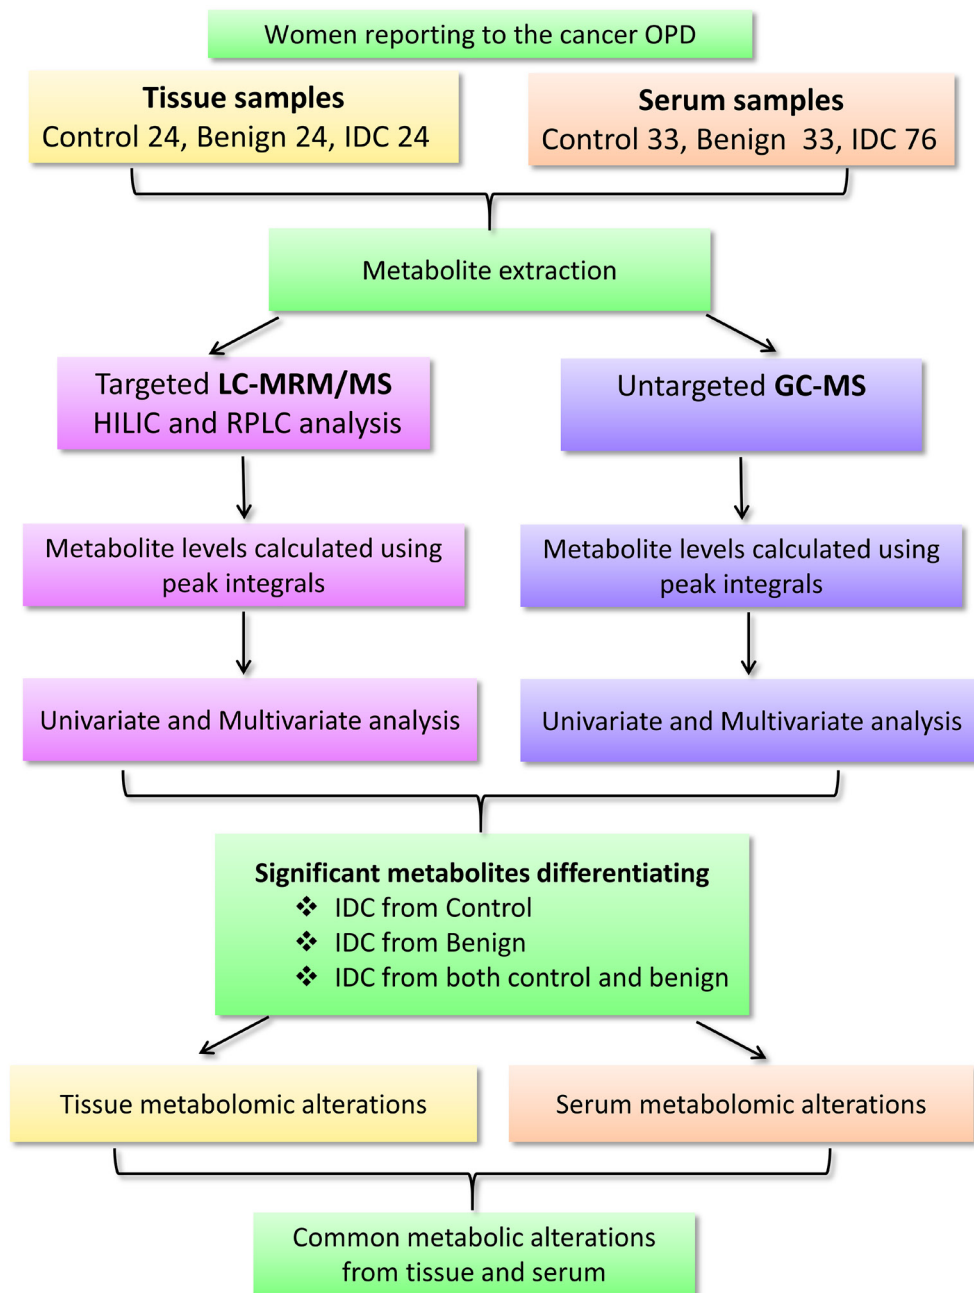 Women reporting to the cancer OPD
Tissue samples
Control 24, Benign 24, IDC 24
Serum samples
Control 33, Benign 33, IDC 76
Metabolite extraction
Targeted LC-MRM/MS
HILIC and RPLC analysis
Untargeted GC-MS
Metabolite levels calculated using
peak integrals
Metabolite levels calculated using
peak integrals
Univariate and Multivariate analysis
Univariate and Multivariate analysis
Significant metabolites differentiating
❖ IDC from Control
❖ IDC from Benign
❖ IDC from both control and benign
Tissue metabolomic alterations
Serum metabolomic alterations
Common metabolic alterations
from tissue and serum